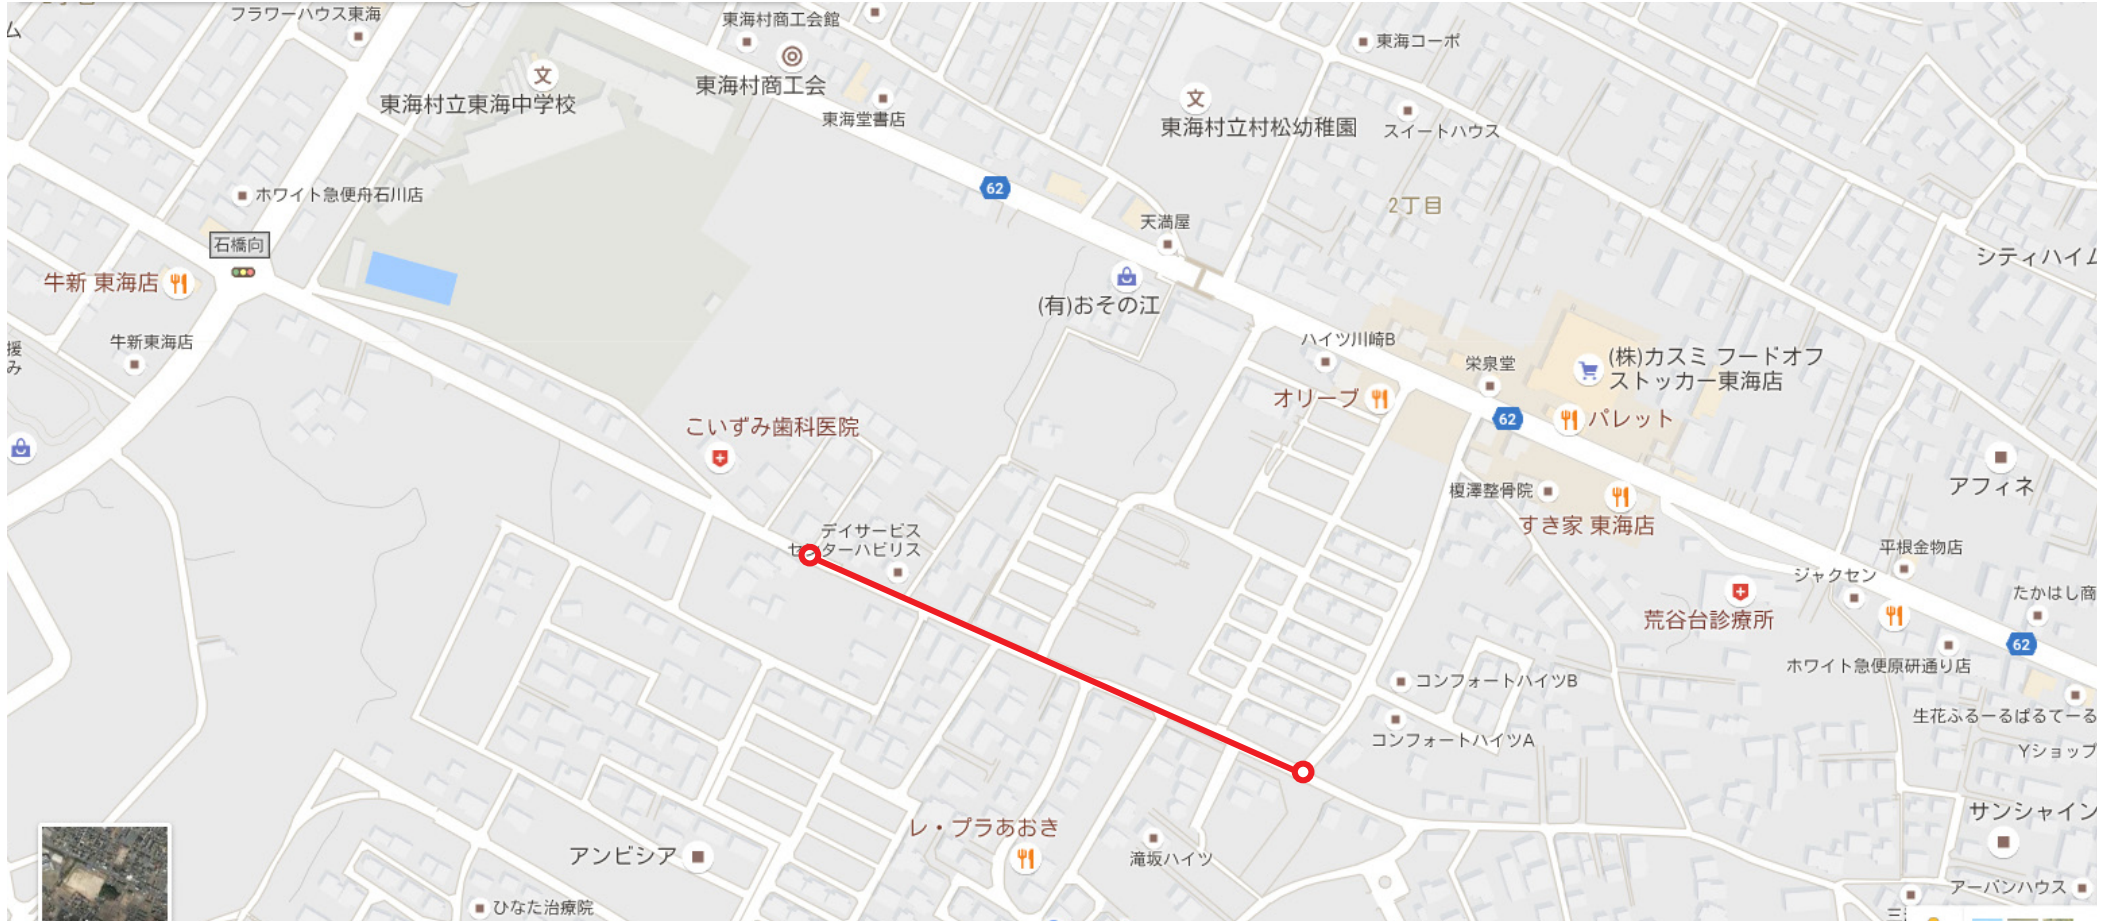 フラワーハウス東海
東海村商工会館
東海コーポ
東海村立東海中学校
東海村商工会
東海堂書店
東海村立村松幼稚園
スイートハウス
ホワイト急便舟石川店
62
2丁目
天満屋
石橋向
シティハイム
牛新 東海店
(有)おその江
牛新東海店
ハイツ川崎B
栄泉堂
(株)カスミ フードオフ
ストッカー東海店
援
み
オリーブ
62
パレット
こいずみ歯科医院
アフィネ
榎澤整骨院
すき家 東海店
デイサービス
センターハビリス
平根金物店
ジャクセン
たかはし商
荒谷台診療所
62
ホワイト急便原研通り店
コンフォートハイツB
生花ふるーるぱるてーる
コンフォートハイツA
Yショップ
サンシャイン
レ・プラあおき
アンビシア
滝坂ハイツ
アーバンハウス
ひなた治療院